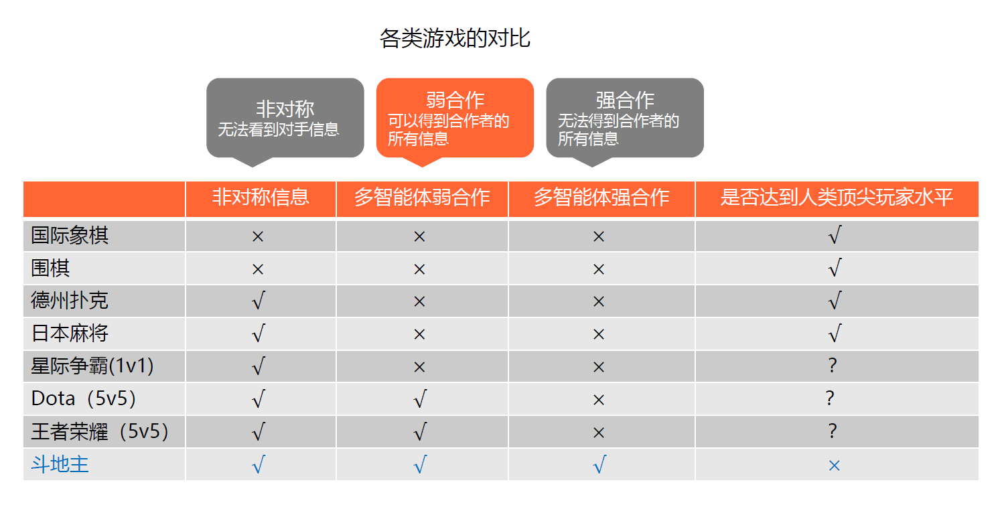 各类游戏的对比
非对称
无法看到对手信息
弱合作
可以得到合作者的
所有信息
强合作
无法得到合作者的
所有信息
非对称信息 多智能体弱合作 多智能体强合作 是否达到人类顶尖玩家水平
国际象棋 × × × √
围棋 × × × √
德州扑克 √ × × √
日本麻将 √ × × √
星际争霸(1v1) √ × × ？
Dota（5v5） √ √ × ？
王者荣耀（5v5） √ √ × ？
斗地主 √ √ √ ×